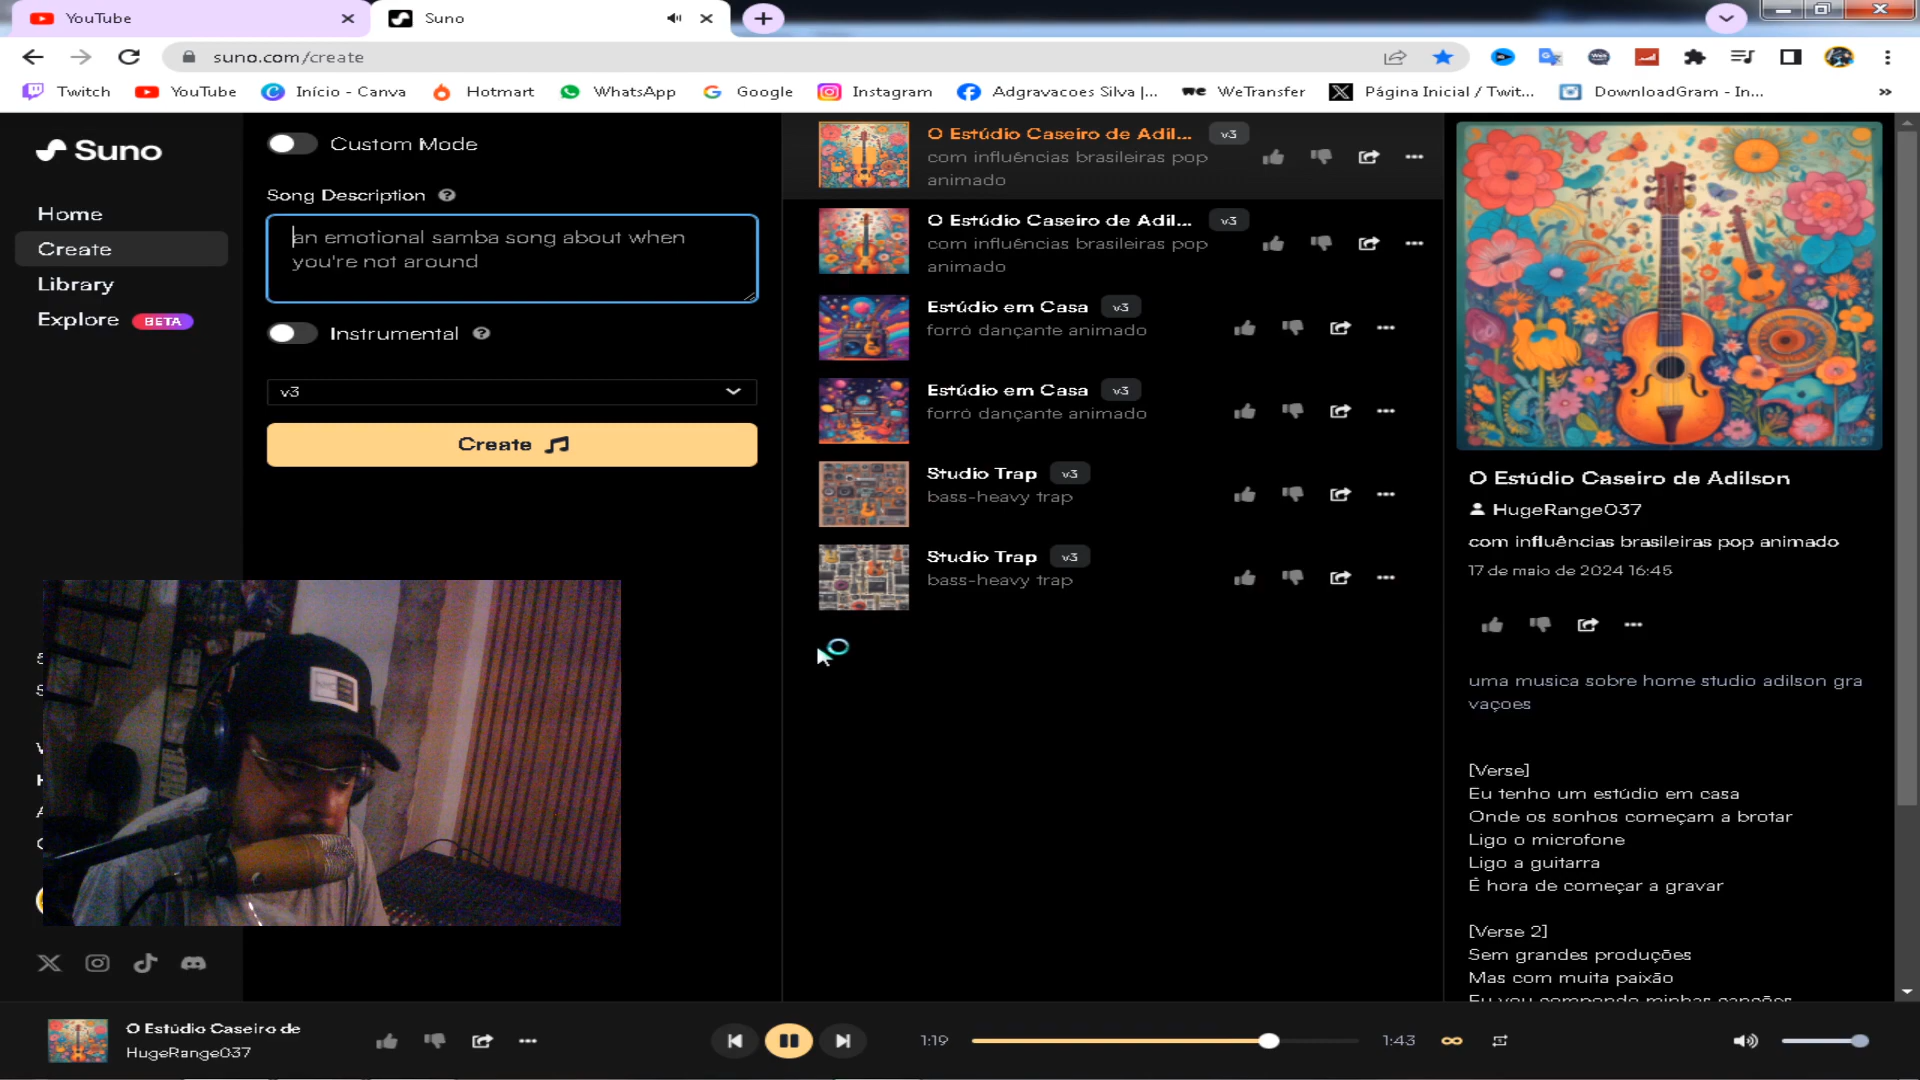 YouTube
Suno
suno.com/create
Twitch
YouTube
Início - Canva
Hotmart
WhatsApp
Google
Instagram
Adgravacoes Silva |...
WeTransfer
Página Inicial / Twit...
DownloadGram - In...
»
Suno
Home
Create
Library
Explore BETA
Custom Mode
Song Description
an emotional samba song about when
you're not around
Instrumental
v3
Create
O Estúdio Caseiro de Adil... v3
com influências brasileiras pop
animado
O Estúdio Caseiro de Adil... v3
com influências brasileiras pop
animado
Estúdio em Casa v3
forró dançante animado
Estúdio em Casa v3
forró dançante animado
Studio Trap v3
bass-heavy trap
Studio Trap v3
bass-heavy trap
O Estúdio Caseiro de Adilson
HugeRange037
com influências brasileiras pop animado
17 de maio de 2024 16:45
uma musica sobre home studio adilson gra
vaçoes
[Verse]
Eu tenho um estúdio em casa
Onde os sonhos começam a brotar
Ligo o microfone
Ligo a guitarra
É hora de começar a gravar
[Verse 2]
Sem grandes produções
Mas com muita paixão
Eu vou compondo minhas canções
O Estúdio Caseiro de
HugeRange037
1:19
1:43